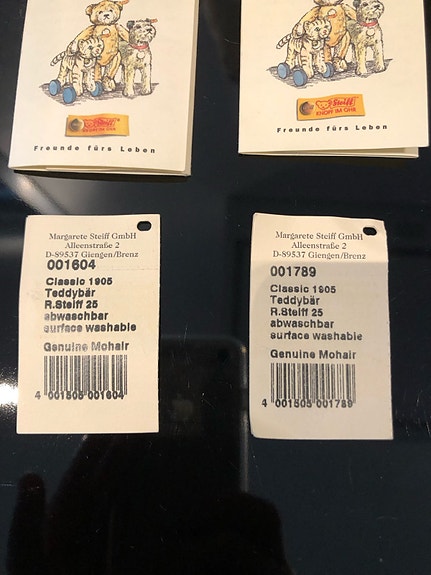 Steiff
KNOPF IM OHR
Freunde fürs Leben
Steiff
KNOPF IM OHR
Freunde fürs Leben
Margarete Steiff GmbH
Alleenstraße 2
D-89537 Giengen/Brenz
001604
Classic 1905
Teddybär
R.Steiff 25
abwaschbar
surface washable
Genuine Mohair
4 001505 001604
Margarete Steiff GmbH
Alleenstraße 2
D-89537 Giengen/Brenz
001789
Classic 1905
Teddybär
R.Steiff 25
abwaschbar
surface washable
Genuine Mohair
4 001505 001789